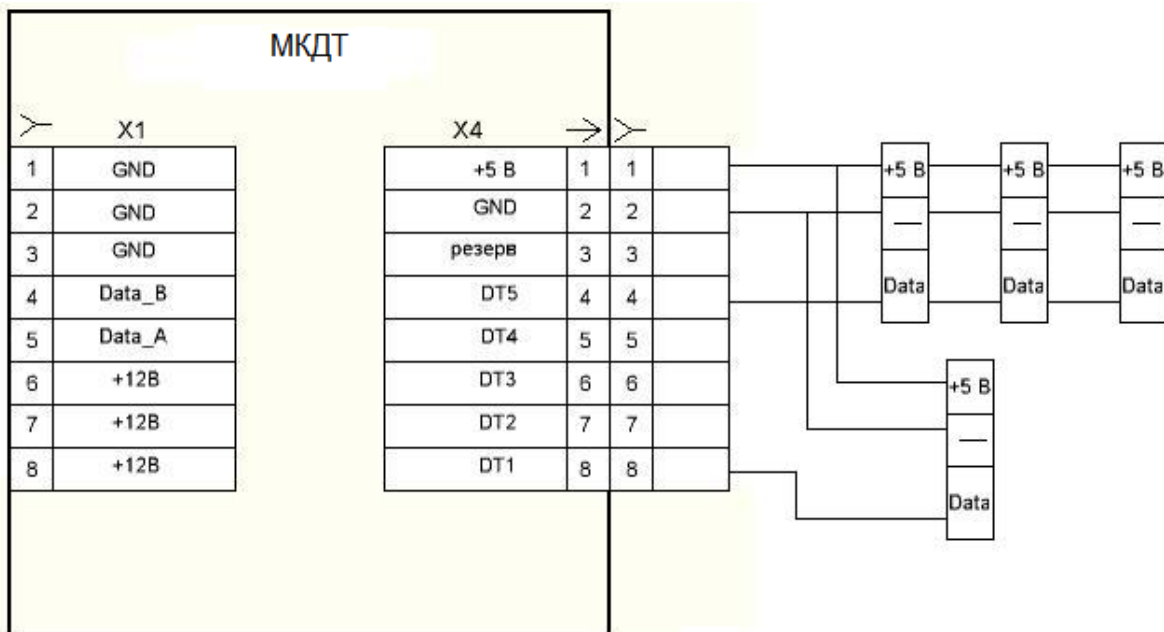 МКДТ
X1
1 GND
2 GND
3 GND
4 Data_B
5 Data_A
6 +12В
7 +12В
8 +12В
X4
+5 В 1 1
GND 2 2
резерв 3 3
DT5 4 4
DT4 5 5
DT3 6 6
DT2 7 7
DT1 8 8
+5 В
—
Data
+5 В
—
Data
+5 В
—
Data
+5 В
—
Data